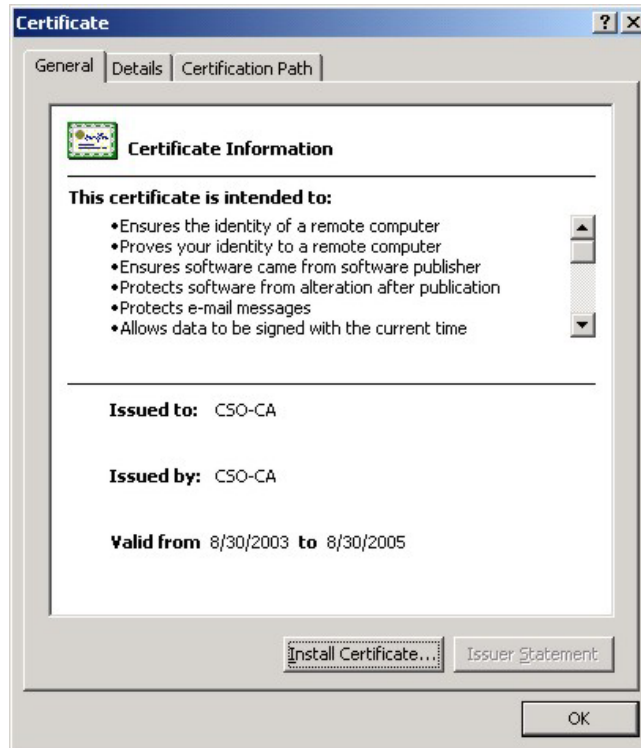 Certificate
General Details Certification Path
Certificate Information
This certificate is intended to:
•Ensures the identity of a remote computer
•Proves your identity to a remote computer
•Ensures software came from software publisher
•Protects software from alteration after publication
•Protects e-mail messages
•Allows data to be signed with the current time
Issued to: CSO-CA
Issued by: CSO-CA
Valid from 8/30/2003 to 8/30/2005
Install Certificate... Issuer Statement
OK